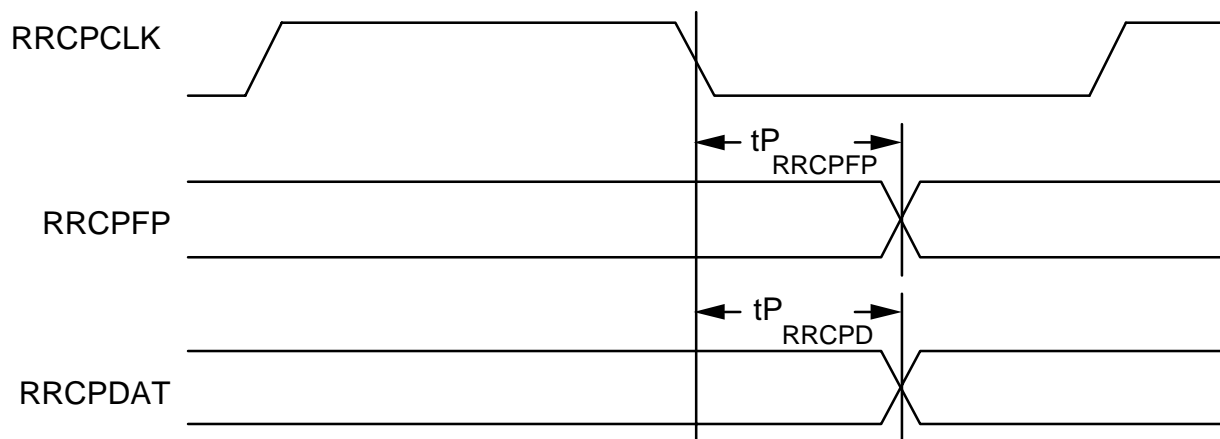 RRCPCLK
tP
RRCPFP
RRCPFP
tP
RRCPD
RRCPDAT